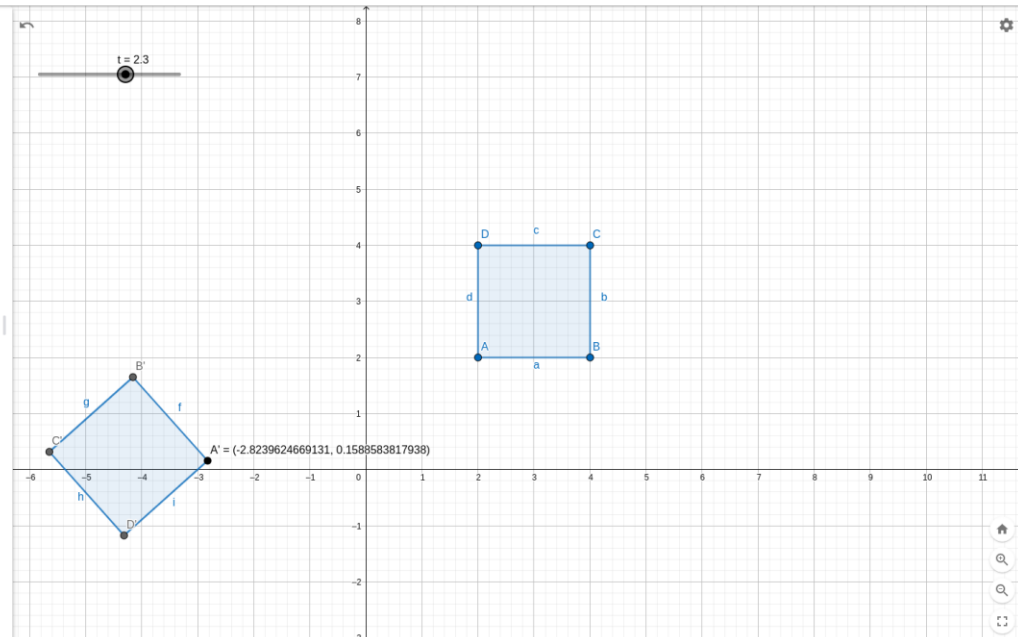 8
t = 2.3
7
6
5
D c C
4
d 3 b
A B
2
a
B'
g f
1
C'
A' = (-2.8239624669131, 0.1588583817938)
−6 −5 −4 −3 −2 −1 0 1 2 3 4 5 6 7 8 9 10 11
h i
D'
−1
−2